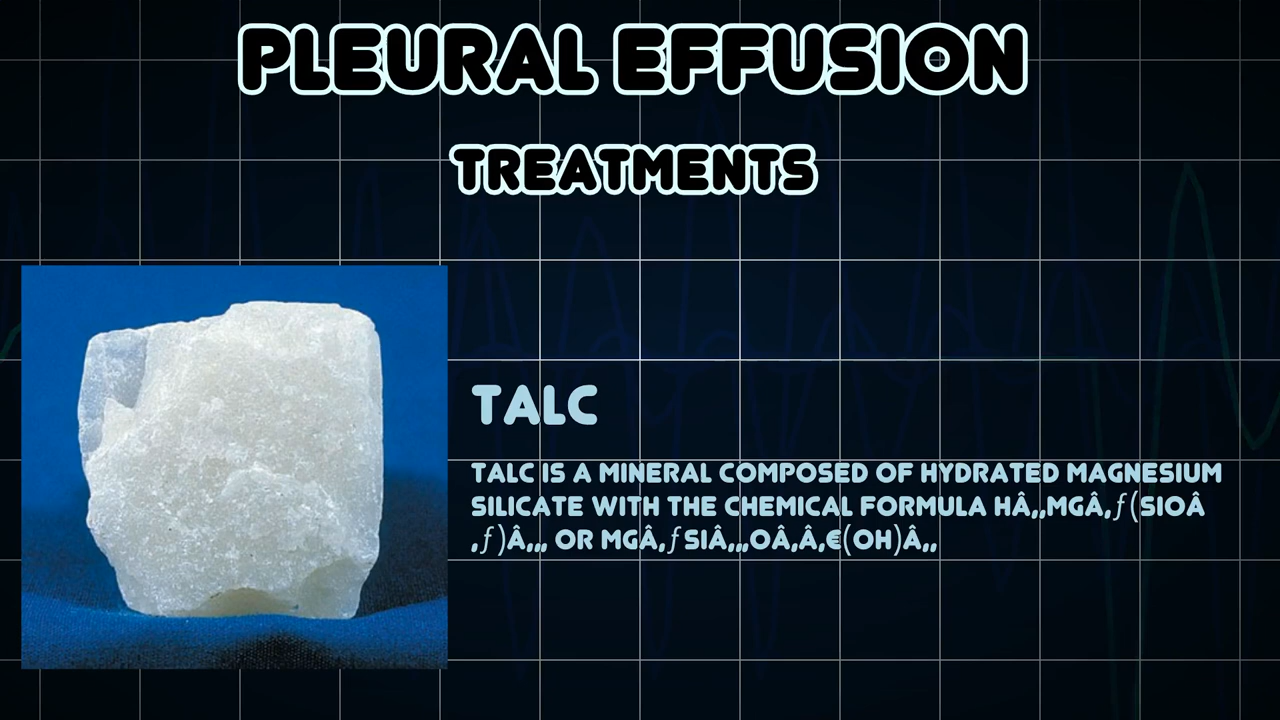 PLEURAL EFFUSION
TREATMENTS
TALC
TALC IS A MINERAL COMPOSED OF HYDRATED MAGNESIUM
SILICATE WITH THE CHEMICAL FORMULA HÂ‚‚MGÂ‚ƒ(SIOÂ
‚ƒ)Â‚„ OR MGÂ‚ƒSIÂ‚„OÂ‚Â‚€(OH)Â‚‚